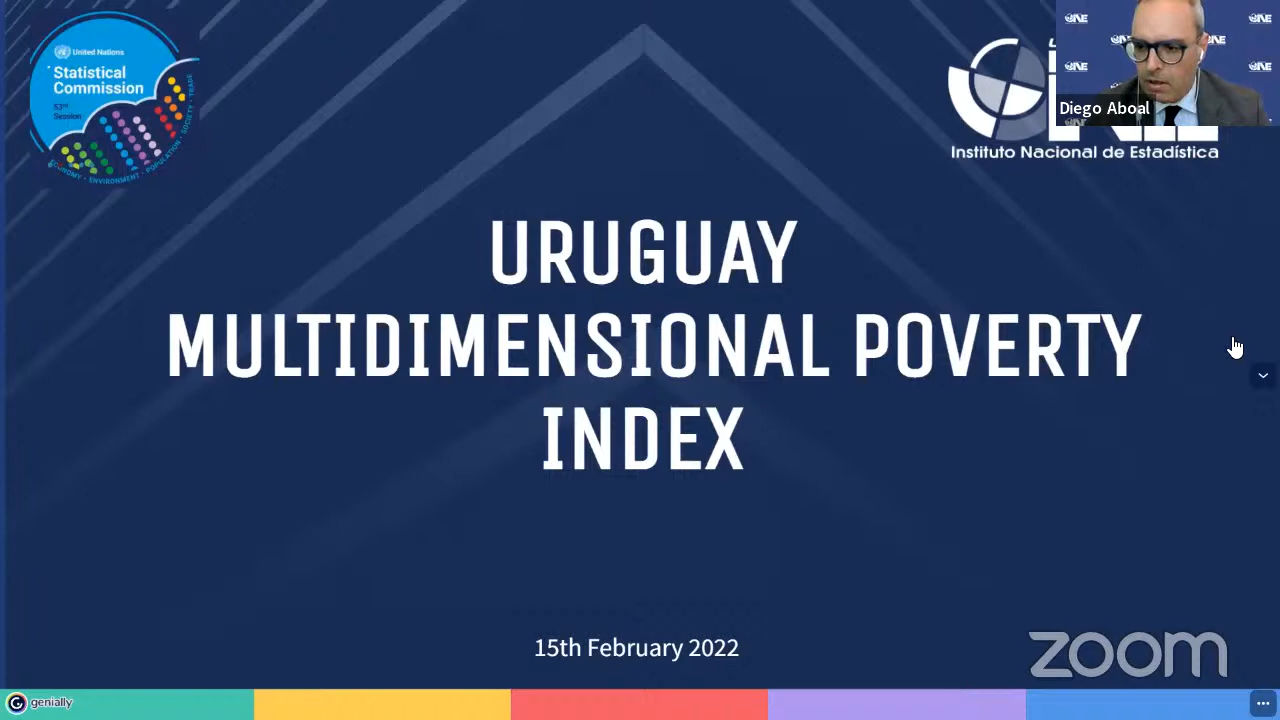 United Nations
Statistical
Commission
53rd
Session
ECONOMY • ENVIRONMENT • POPULATION • SOCIETY • TRADE
Diego Aboal
Instituto Nacional de Estadística
URUGUAY
MULTIDIMENSIONAL POVERTY
INDEX
15th February 2022
zoom
genially